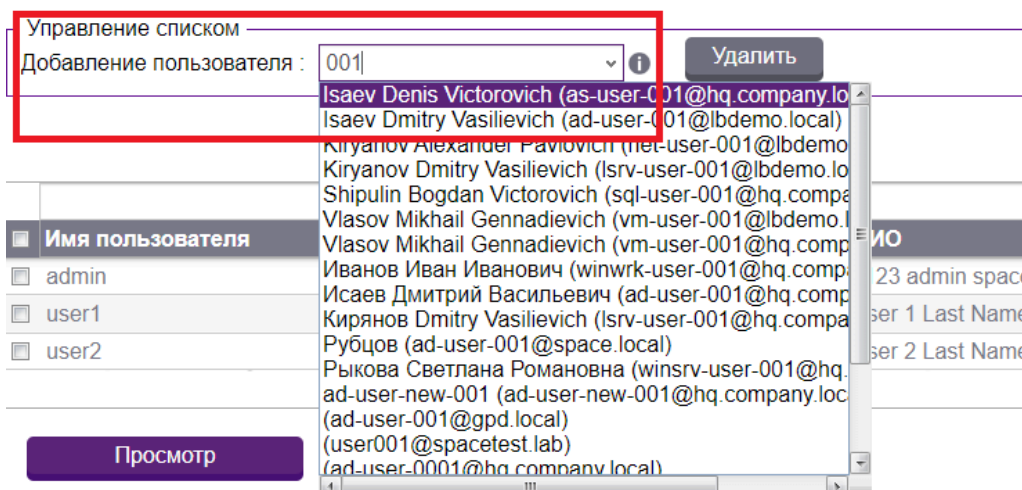 Управление списком
Добавление пользователя :
001
Удалить
Isaev Denis Victorovich (as-user-001@hq.company.lo
Isaev Dmitry Vasilievich (ad-user-001@lbdemo.local)
Kiryanov Alexander Pavlovich (net-user-001@lbdemo
Kiryanov Dmitry Vasilievich (lsrv-user-001@lbdemo.lo
Shipulin Bogdan Victorovich (sql-user-001@hq.compa
Vlasov Mikhail Gennadievich (vm-user-001@lbdemo.l
Vlasov Mikhail Gennadievich (vm-user-001@hq.comp
Иванов Иван Иванович (winwrk-user-001@hq.comp
Исаев Дмитрий Васильевич (ad-user-001@hq.comp
Кирянов Dmitry Vasilievich (lsrv-user-001@hq.compa
Рубцов (ad-user-001@space.local)
Рыкова Светлана Романовна (winsrv-user-001@hq.
ad-user-new-001 (ad-user-new-001@hq.company.loc
(ad-user-001@gpd.local)
(user001@spacetest.lab)
(ad-user-0001@hq.company.local)
Имя пользователя
ИО
admin
23 admin space
user1
ser 1 Last Name
user2
ser 2 Last Name
Просмотр